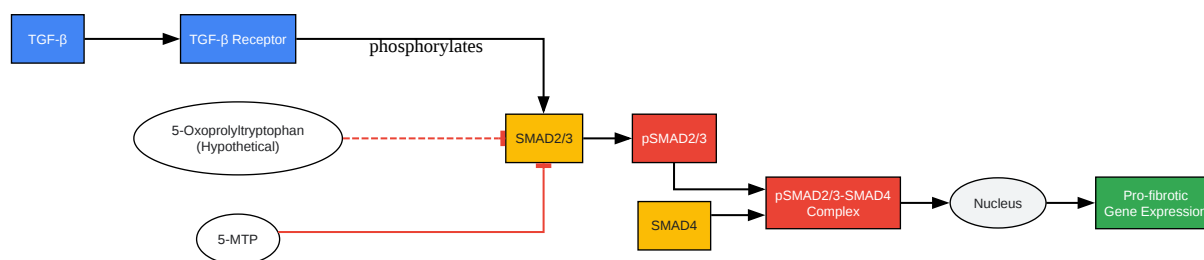 TGF-β
TGF-β Receptor
phosphorylates
5-Oxoprolyltryptophan
(Hypothetical)
SMAD2/3
pSMAD2/3
5-MTP
SMAD4
pSMAD2/3-SMAD4
Complex
Nucleus
Pro-fibrotic
Gene Expression